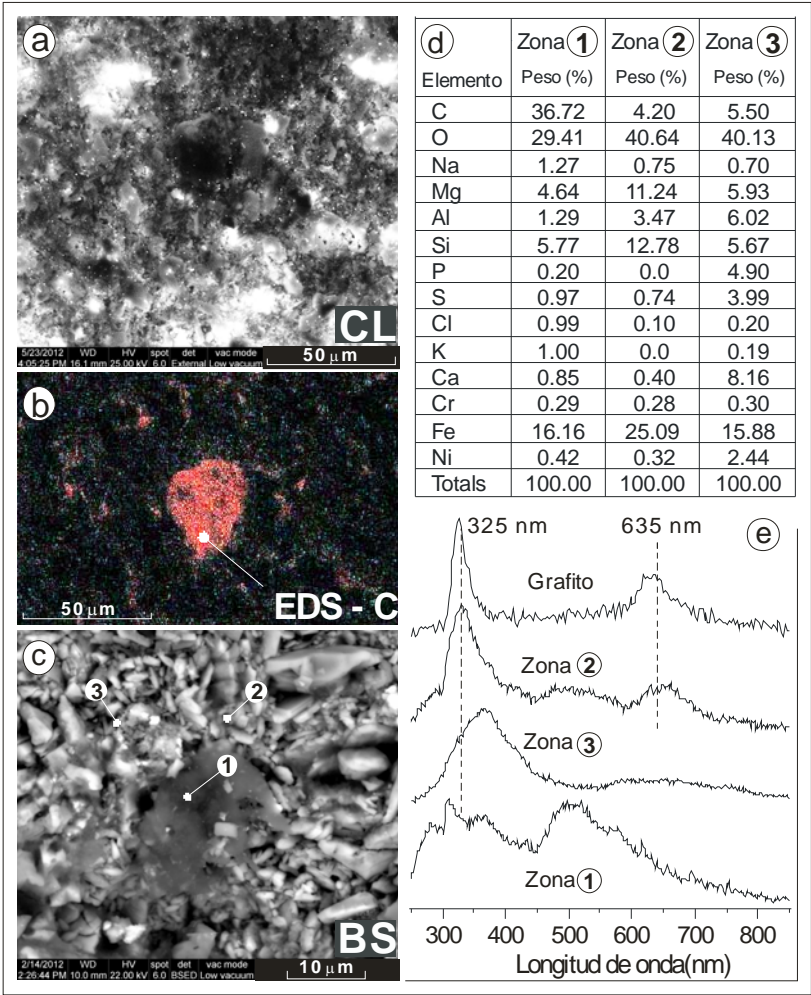 a
CL
5/23/2012 WD HV spot det vac mode
4:05:25 PM 16.1 mm 25.00 kV 6.0 External Low vacuum
50 µm
b
50 µm
EDS - C
c
3
2
1
BS
2/14/2012 WD HV spot det vac mode
2:26:44 PM 10.0 mm 22.00 kV 6.0 BSED Low vacuum
10 µm
d Zona 1 Zona 2 Zona 3
Elemento Peso (%) Peso (%) Peso (%)
C 36.72 4.20 5.50
O 29.41 40.64 40.13
Na 1.27 0.75 0.70
Mg 4.64 11.24 5.93
Al 1.29 3.47 6.02
Si 5.77 12.78 5.67
P 0.20 0.0 4.90
S 0.97 0.74 3.99
Cl 0.99 0.10 0.20
K 1.00 0.0 0.19
Ca 0.85 0.40 8.16
Cr 0.29 0.28 0.30
Fe 16.16 25.09 15.88
Ni 0.42 0.32 2.44
Totals 100.00 100.00 100.00
325 nm 635 nm e
Grafito
Zona 2
Zona 3
Zona 1
300 400 500 600 700 800
Longitud de onda(nm)